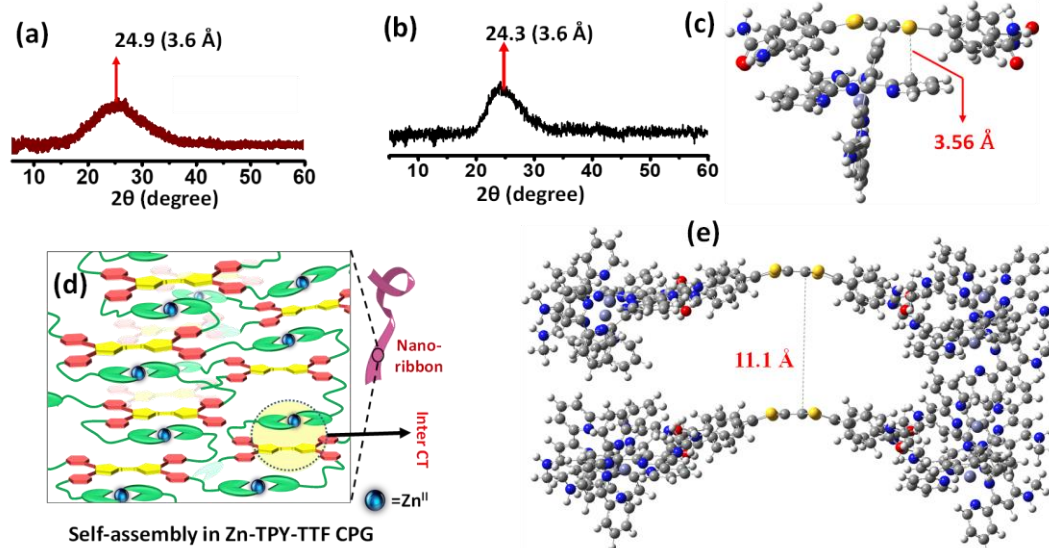 (a)
24.9 (3.6 Å)
10 20 30 40 50 60
2θ (degree)
(b)
24.3 (3.6 Å)
10 20 30 40 50 60
2θ (degree)
(c)
3.56 Å
(d)
Nano-
ribbon
Inter CT
=Zn^II
Self-assembly in Zn-TPY-TTF CPG
(e)
11.1 Å